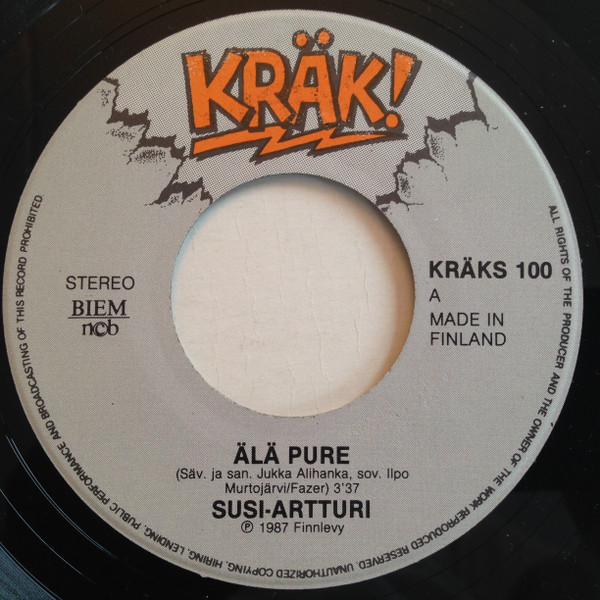 KRÄK!
STEREO
BIEM
ncb
KRÄKS 100
A
MADE IN
FINLAND
ÄLÄ PURE
(Säv. ja san. Jukka Alihanka, sov. Ilpo
Murtojärvi/Fazer) 3'37
SUSI-ARTTURI
℗ 1987 Finnlevy
ALL RIGHTS OF THE PRODUCER AND THE OWNER OF THE WORK REPRODUCED RESERVED. UNAUTHORIZED COPYING, HIRING, LENDING, PUBLIC PERFORMANCE AND BROADCASTING OF THIS RECORD PROHIBITED.